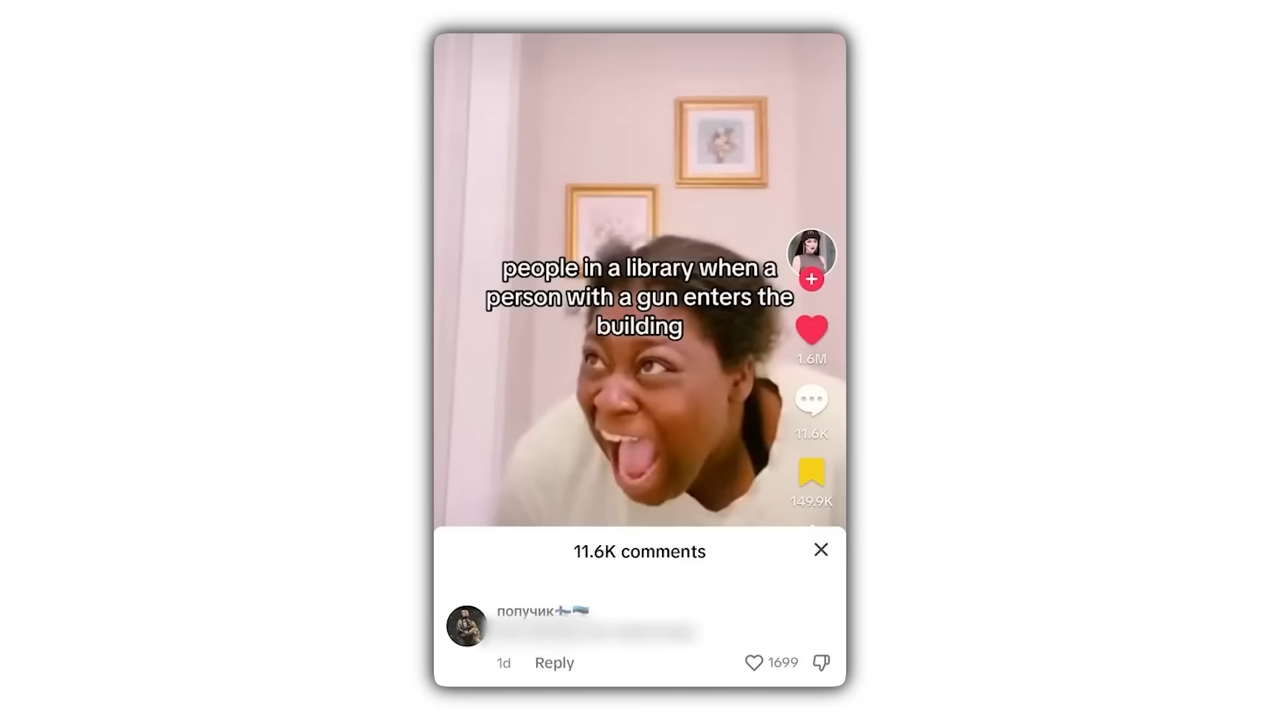 people in a library when a
person with a gun enters the
building
1.6M
11.6K
149.9K
11.6K comments
попучик
1d
Reply
1699